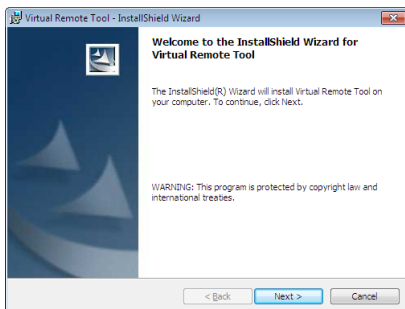 Virtual Remote Tool - InstallShield Wizard
Welcome to the InstallShield Wizard for
Virtual Remote Tool
The InstallShield(R) Wizard will install Virtual Remote Tool on
your computer. To continue, click Next.
WARNING: This program is protected by copyright law and
international treaties.
< Back
Next >
Cancel